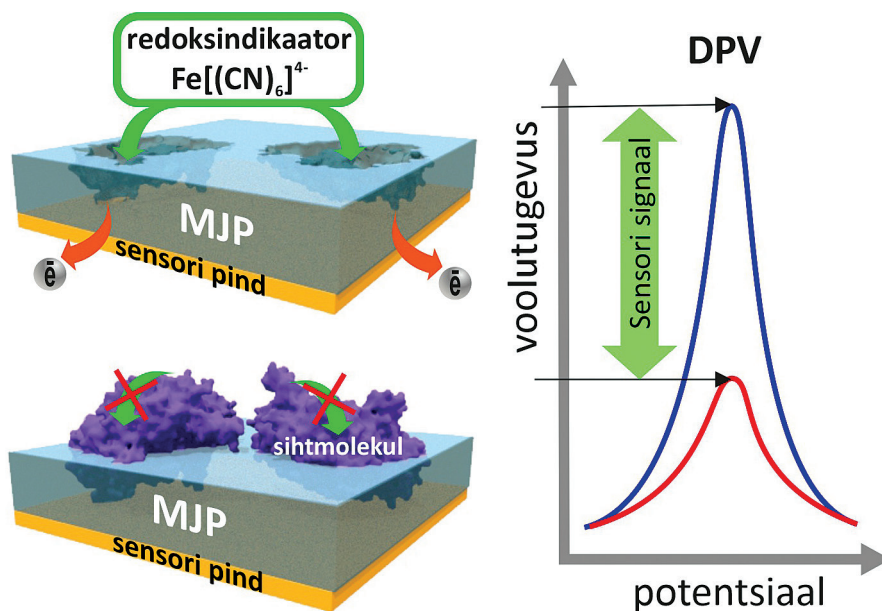 redoksindikaator
Fe[(CN)₆]⁴⁻
MJP
sensori pind
ē
ē
sihtmolekul
MJP
sensori pind
DPV
voolutugevus
Sensori signaal
potentsiaal